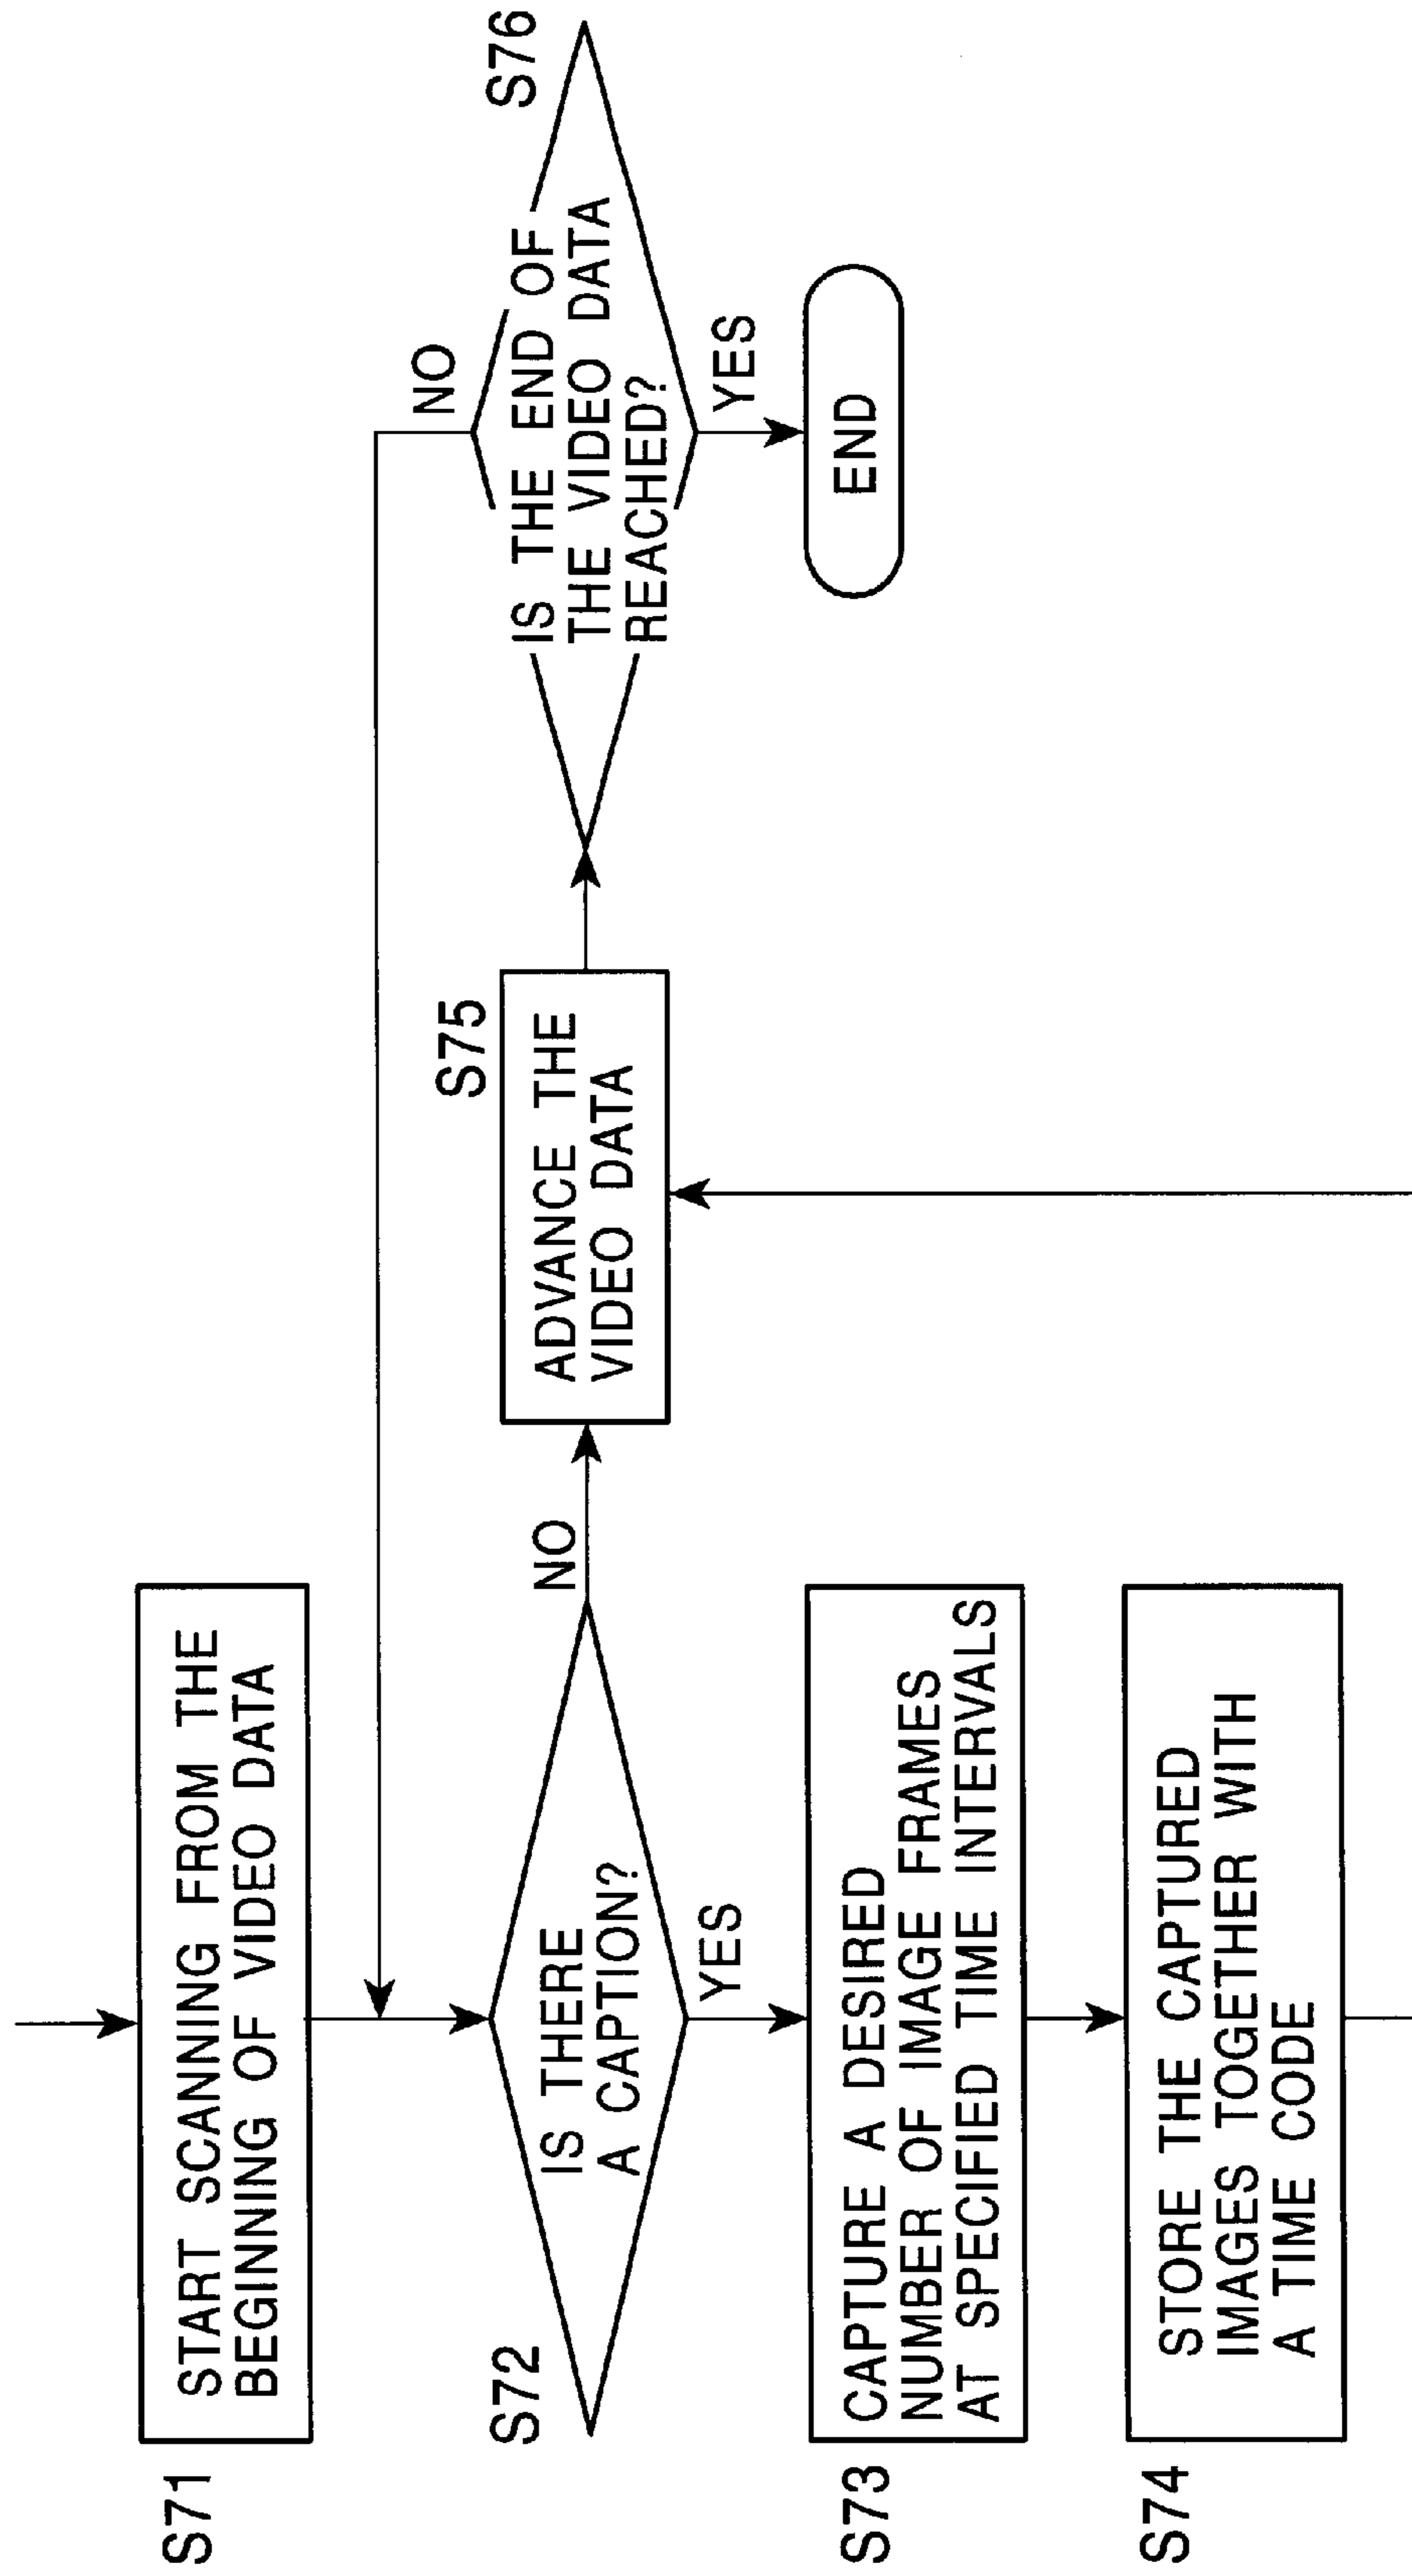 S71
START SCANNING FROM THE
BEGINNING OF VIDEO DATA
S72
IS THERE
A CAPTION?
NO
YES
S73
CAPTURE A DESIRED
NUMBER OF IMAGE FRAMES
AT SPECIFIED TIME INTERVALS
S74
STORE THE CAPTURED
IMAGES TOGETHER WITH
A TIME CODE
S75
ADVANCE THE
VIDEO DATA
S76
NO
IS THE END OF
THE VIDEO DATA
REACHED?
YES
END